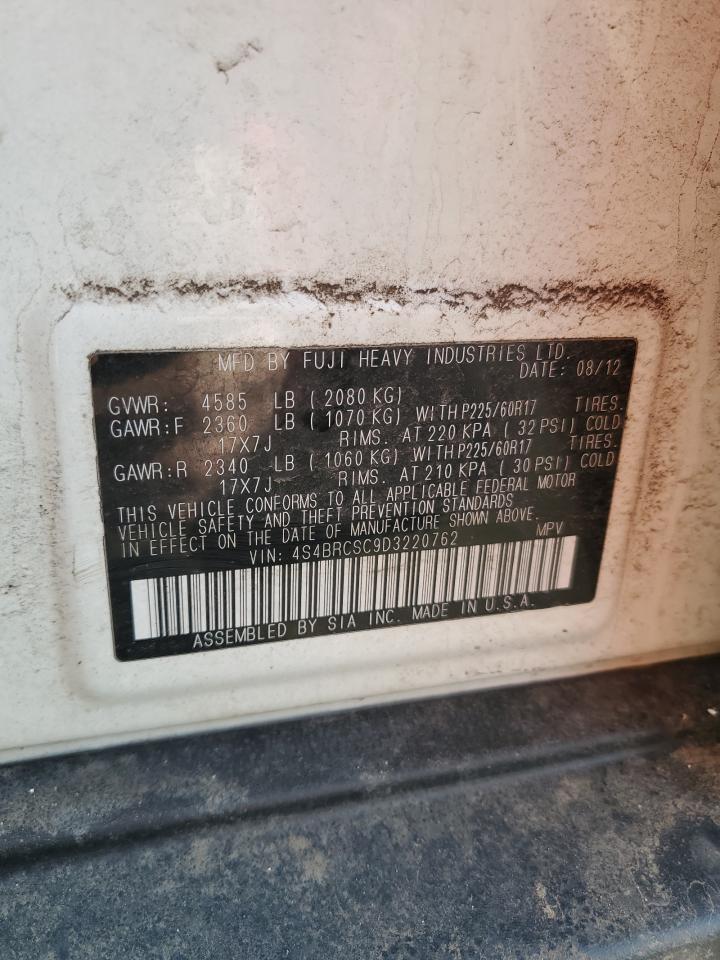 MFD BY FUJI HEAVY INDUSTRIES LTD.
DATE: 08/12
GVWR: 4585 LB ( 2080 KG)
GAWR:F 2360 LB ( 1070 KG) WITH P225/60R17 TIRES.
17X7J RIMS. AT 220 KPA ( 32 PSI) COLD
GAWR:R 2340 LB ( 1060 KG) WITH P225/60R17 TIRES.
17X7J RIMS. AT 210 KPA ( 30 PSI) COLD
THIS VEHICLE CONFORMS TO ALL APPLICABLE FEDERAL MOTOR
VEHICLE SAFETY AND THEFT PREVENTION STANDARDS
IN EFFECT ON THE DATE OF MANUFACTURE SHOWN ABOVE.
VIN: 4S4BRCSC9D3220762 MPV
ASSEMBLED BY SIA INC. MADE IN U.S.A.